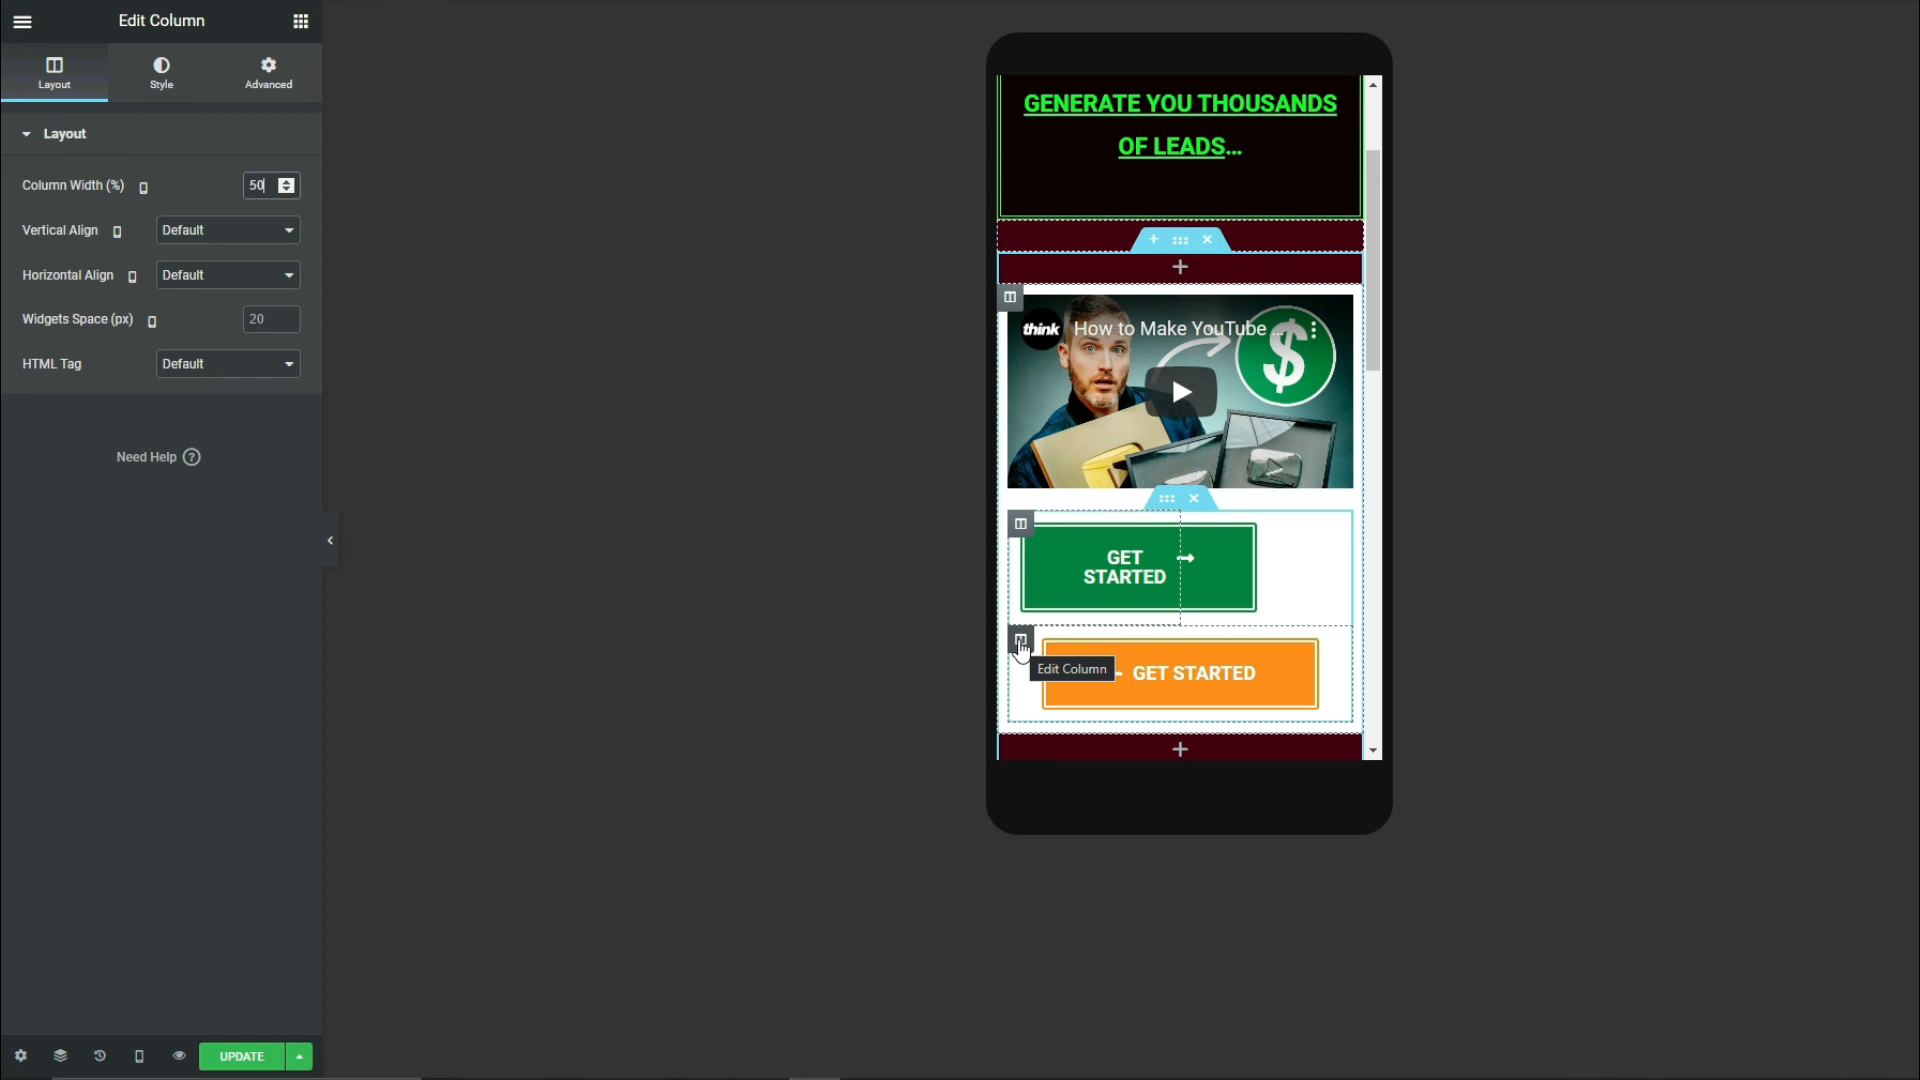 Edit Column
Layout
Style
Advanced
Layout
Column Width (%)
50
Vertical Align
Default
Horizontal Align
Default
Widgets Space (px)
20
HTML Tag
Default
Need Help
UPDATE
GENERATE YOU THOUSANDS
OF LEADS...
think
How to Make YouTube ...
$
GET
STARTED
Edit Column
GET STARTED